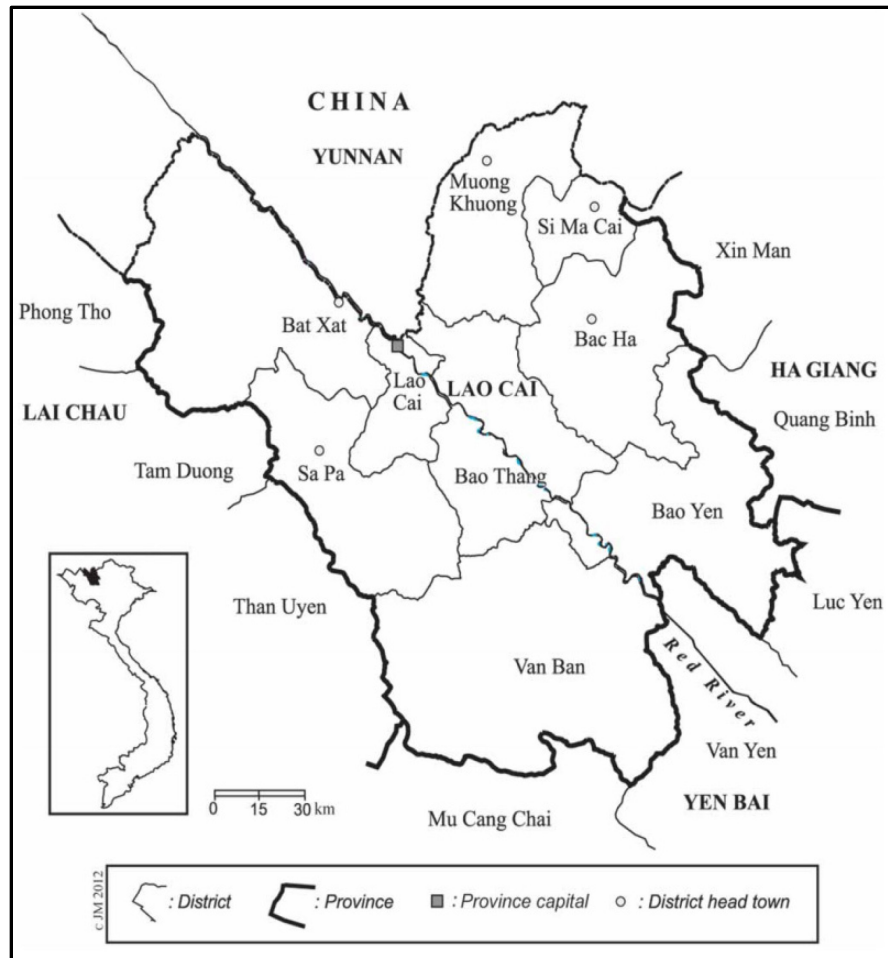 CHINA
YUNNAN
Muong
Khuong
Si Ma Cai
Xin Man
Phong Tho
Bat Xat
Bac Ha
Lao
Cai
LAO CAI
HA GIANG
LAI CHAU
Quang Binh
Tam Duong
Sa Pa
Bao Thang
Bao Yen
Than Uyen
Luc Yen
Van Ban
Red River
Van Yen
0 15 30 km
YEN BAI
Mu Cang Chai
c JM 2012
: District
: Province
: Province capital
: District head town